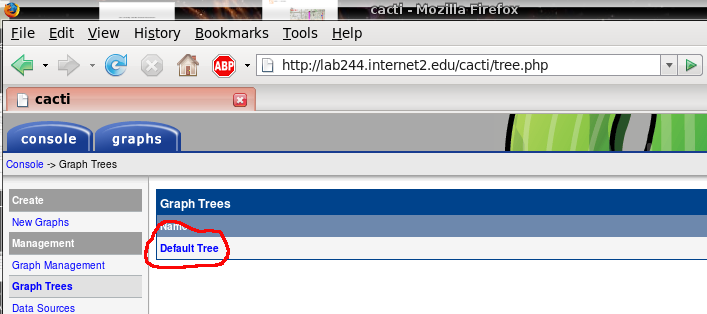 cacti - Mozilla Firefox
File Edit View History Bookmarks Tools Help
ABP http://lab244.internet2.edu/cacti/tree.php
cacti
console graphs
Console -> Graph Trees
Create
New Graphs
Management
Graph Management
Graph Trees
Data Sources
Graph Trees
Name
Default Tree